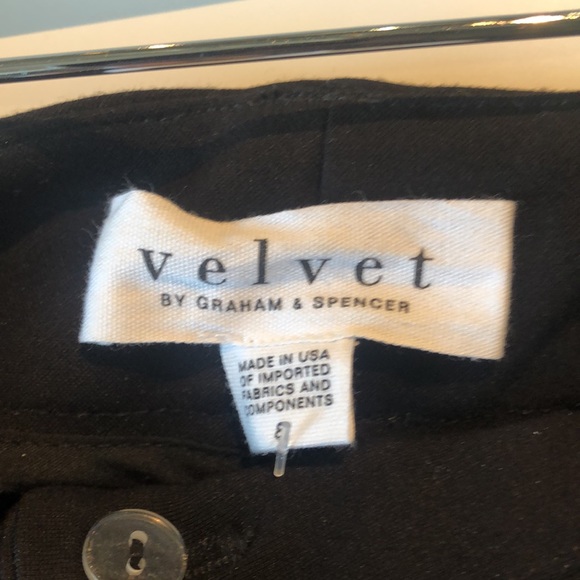 velvet
BY GRAHAM & SPENCER
MADE IN USA
OF IMPORTED
FABRICS AND
COMPONENTS